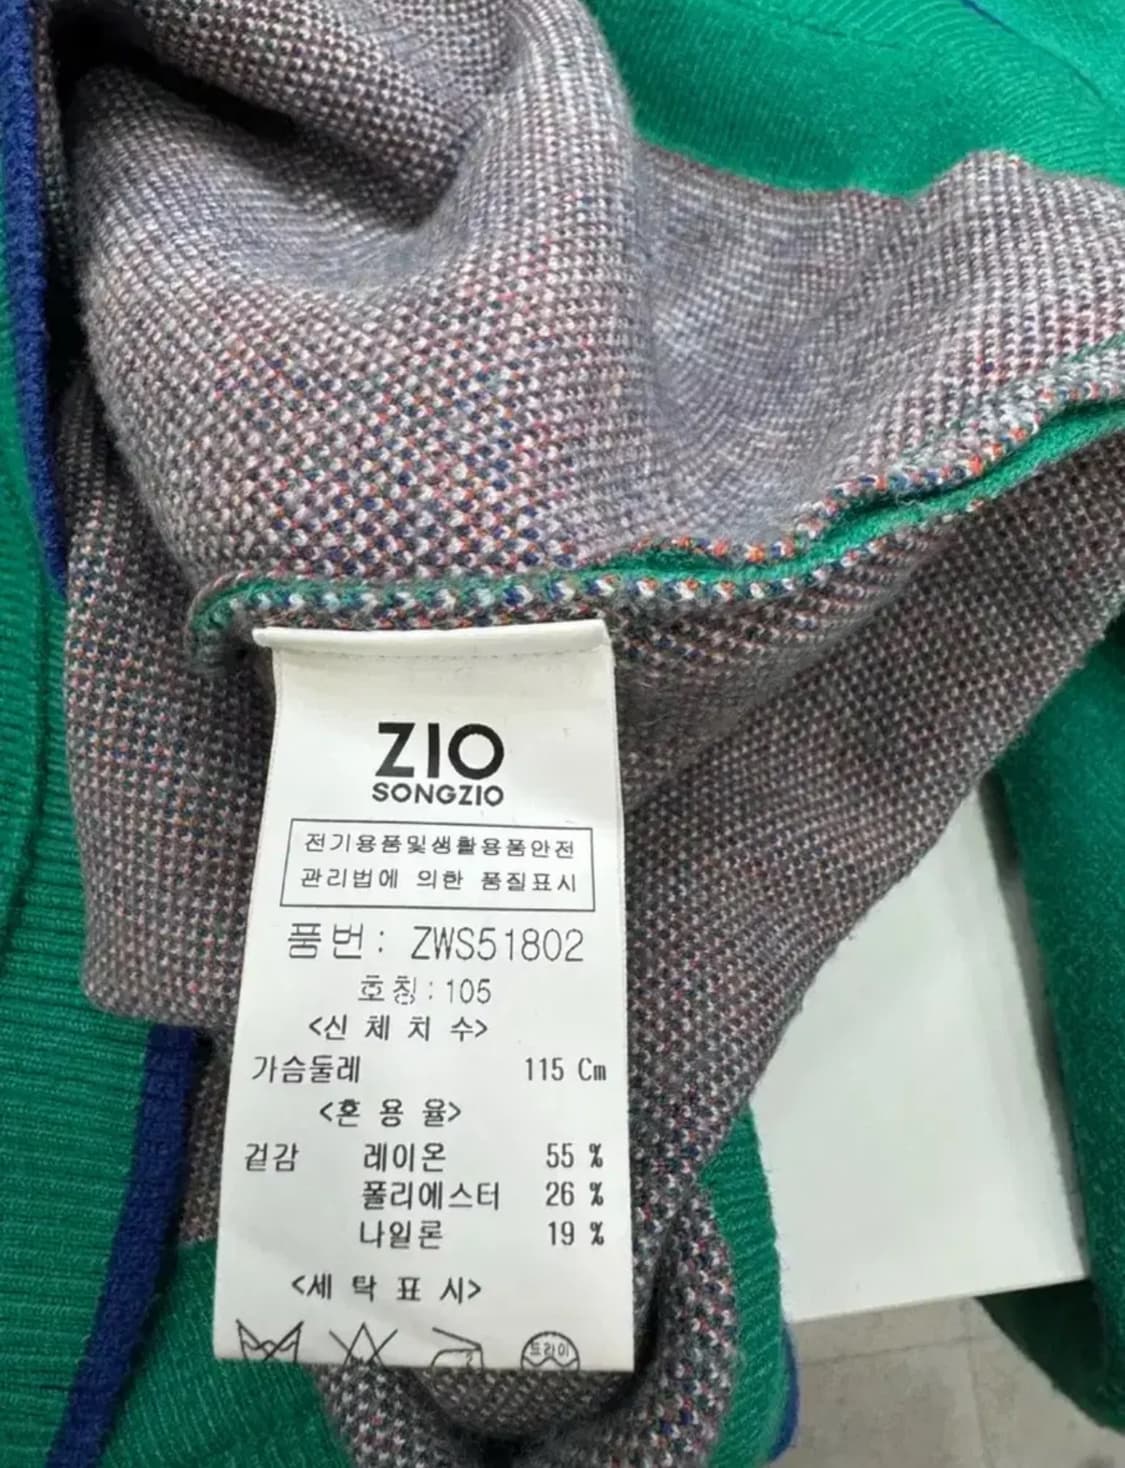 ZIO
SONGZIO
전기용품및생활용품안전
관리법에 의한 품질표시
품번: ZWS51802
호칭:105
<신 체 치 수>
가슴둘레 115 Cm
<혼 용 율>
겉감 레이온 55 %
폴리에스터 26 %
나일론 19 %
<세 탁 표 시>
드라이